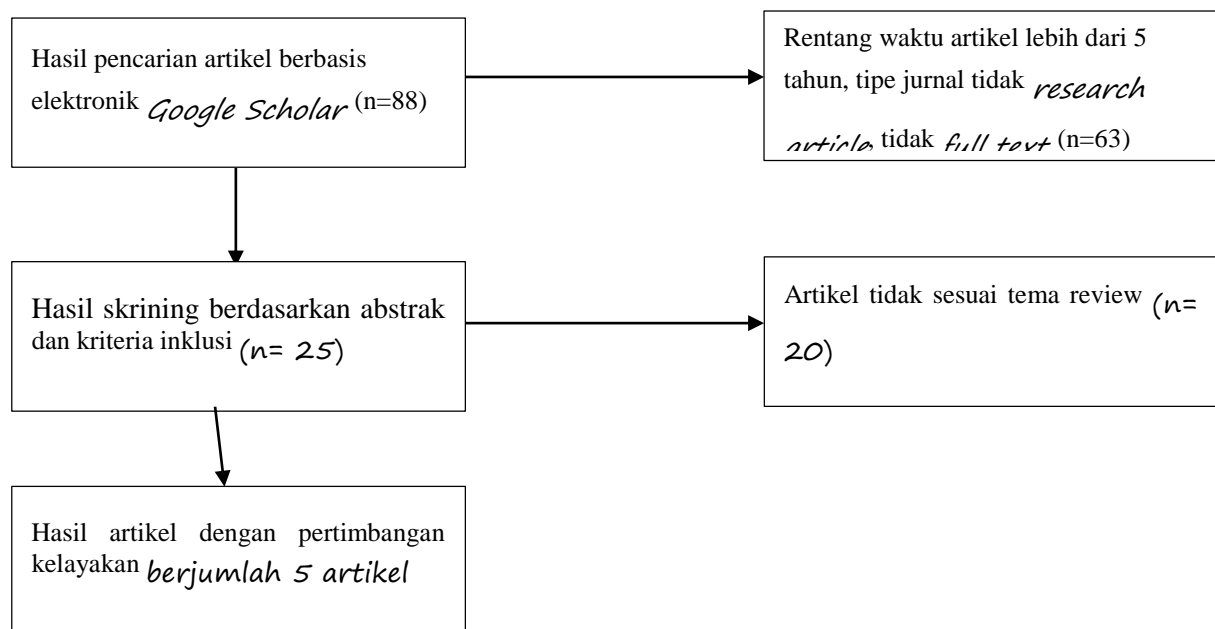 Hasil pencarian artikel berbasis
elektronik Google Scholar (n=88)
Rentang waktu artikel lebih dari 5
tahun, tipe jurnal tidak research
article, tidak full text (n=63)
Hasil skrining berdasarkan abstrak
dan kriteria inklusi (n= 25)
Artikel tidak sesuai tema review (n=
20)
Hasil artikel dengan pertimbangan
kelayakan berjumlah 5 artikel